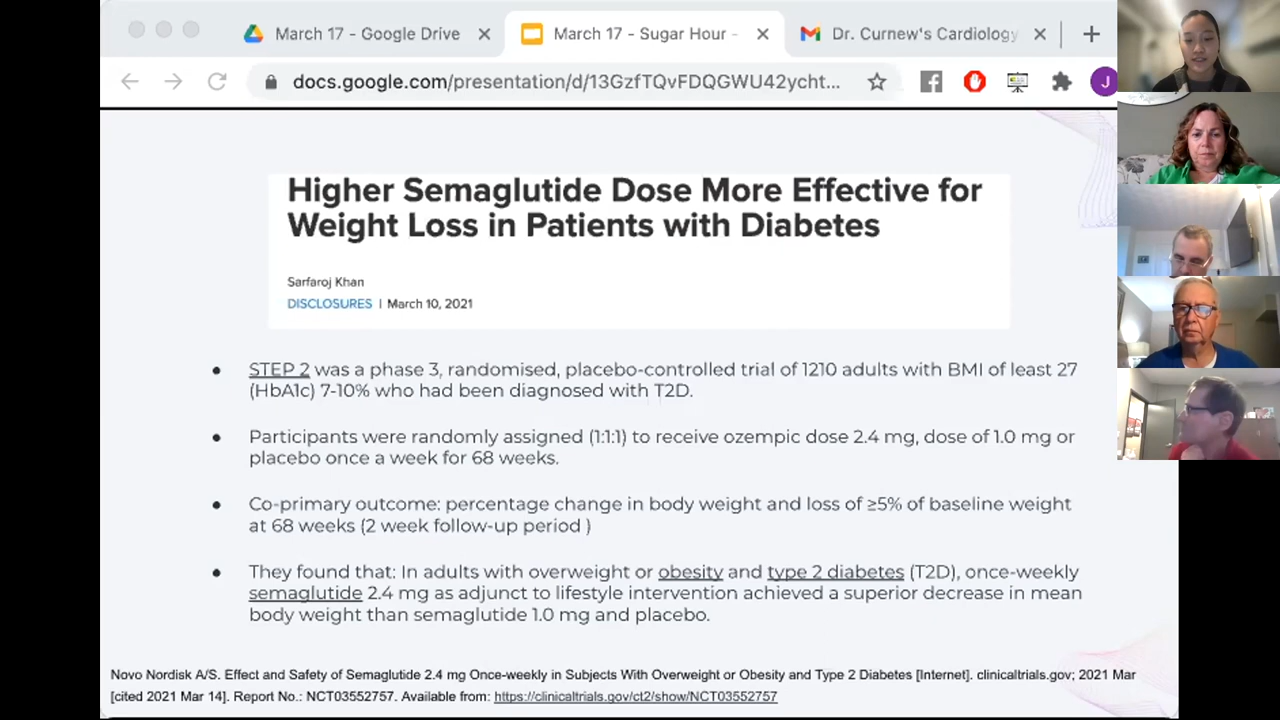 March 17 - Google Drive
March 17 - Sugar Hour -
Dr. Curnew's Cardiology
docs.google.com/presentation/d/13GzfTQvFDQGWU42ycht...
J
Higher Semaglutide Dose More Effective for
Weight Loss in Patients with Diabetes
Sarfaroj Khan
DISCLOSURES | March 10, 2021
STEP 2 was a phase 3, randomised, placebo-controlled trial of 1210 adults with BMI of least 27
(HbA1c) 7-10% who had been diagnosed with T2D.
Participants were randomly assigned (1:1:1) to receive ozempic dose 2.4 mg, dose of 1.0 mg or
placebo once a week for 68 weeks.
Co-primary outcome: percentage change in body weight and loss of ≥5% of baseline weight
at 68 weeks (2 week follow-up period )
They found that: In adults with overweight or obesity and type 2 diabetes (T2D), once-weekly
semaglutide 2.4 mg as adjunct to lifestyle intervention achieved a superior decrease in mean
body weight than semaglutide 1.0 mg and placebo.
Novo Nordisk A/S. Effect and Safety of Semaglutide 2.4 mg Once-weekly in Subjects With Overweight or Obesity and Type 2 Diabetes [Internet]. clinicaltrials.gov; 2021 Mar
[cited 2021 Mar 14]. Report No.: NCT03552757. Available from: https://clinicaltrials.gov/ct2/show/NCT03552757